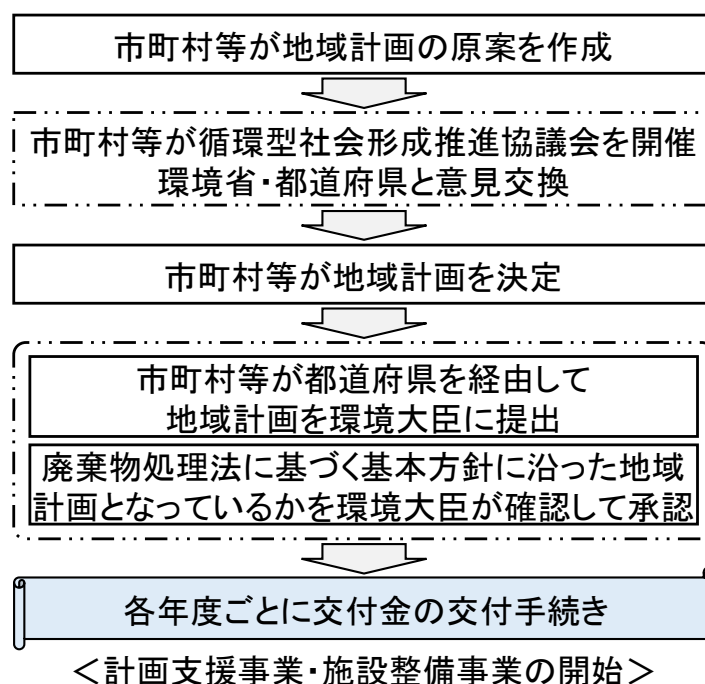 市町村等が地域計画の原案を作成
市町村等が循環型社会形成推進協議会を開催
環境省・都道府県と意見交換
市町村等が地域計画を決定
市町村等が都道府県を経由して
地域計画を環境大臣に提出
廃棄物処理法に基づく基本方針に沿った地域
計画となっているかを環境大臣が確認して承認
各年度ごとに交付金の交付手続き
＜計画支援事業・施設整備事業の開始＞